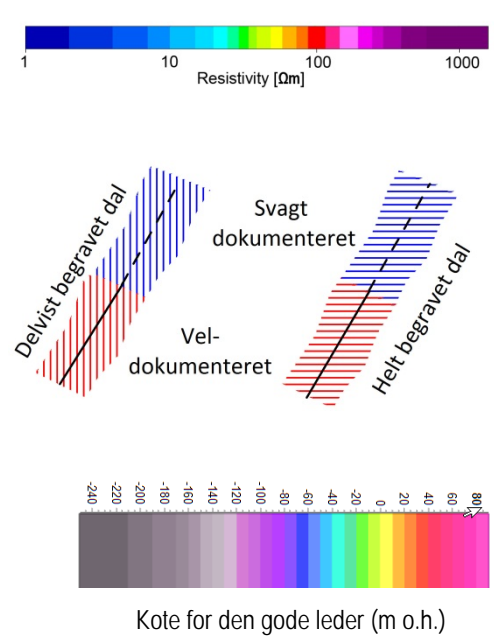 1 10 100 1000
Resistivity [Ωm]
Delvist begravet dal
Svagt
dokumenteret
Vel-
dokumenteret
Helt begravet dal
-240 -220 -200 -180 -160 -140 -120 -100 -80 -60 -40 -20 0 20 40 60 80
Kote for den gode leder (m o.h.)